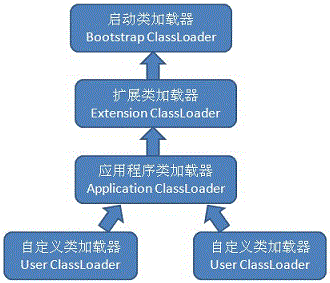 启动类加载器
Bootstrap ClassLoader
扩展类加载器
Extension ClassLoader
应用程序类加载器
Application ClassLoader
自定义类加载器
User ClassLoader
自定义类加载器
User ClassLoader